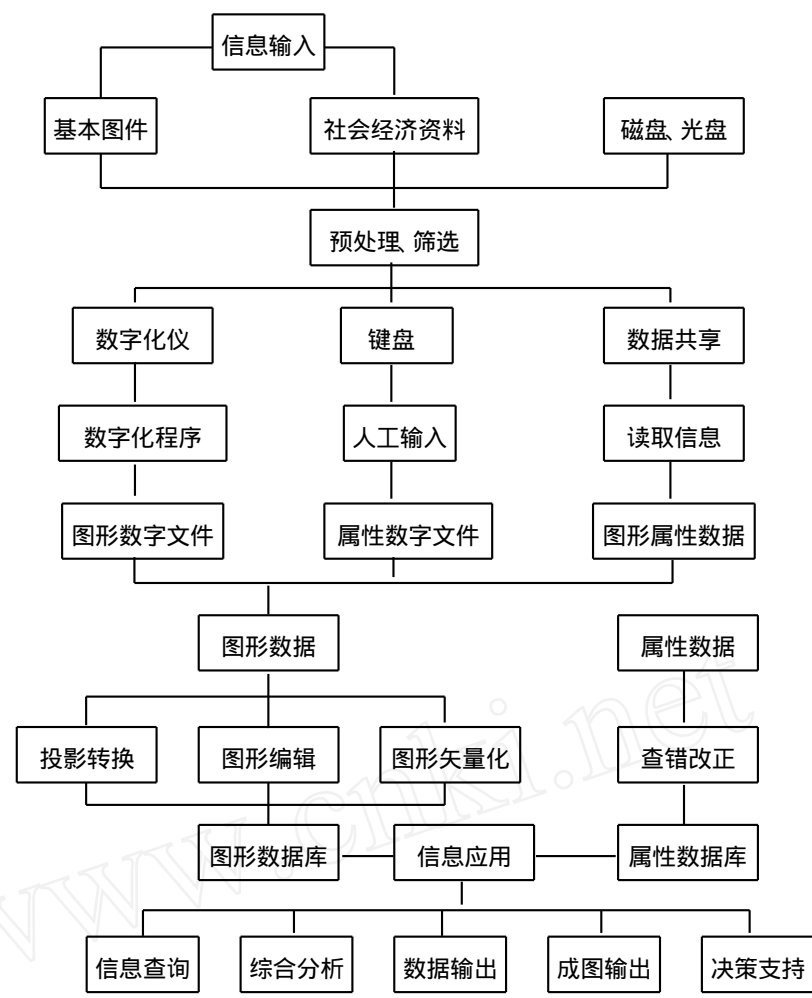 信息输入
基本图件 社会经济资料 磁盘、光盘
预处理、筛选
数字化仪 键盘 数据共享
数字化程序 人工输入 读取信息
图形数字文件 属性数字文件 图形属性数据
图形数据 属性数据
投影转换 图形编辑 图形矢量化 查错改正
图形数据库 信息应用 属性数据库
信息查询 综合分析 数据输出 成图输出 决策支持
www.cnki.net